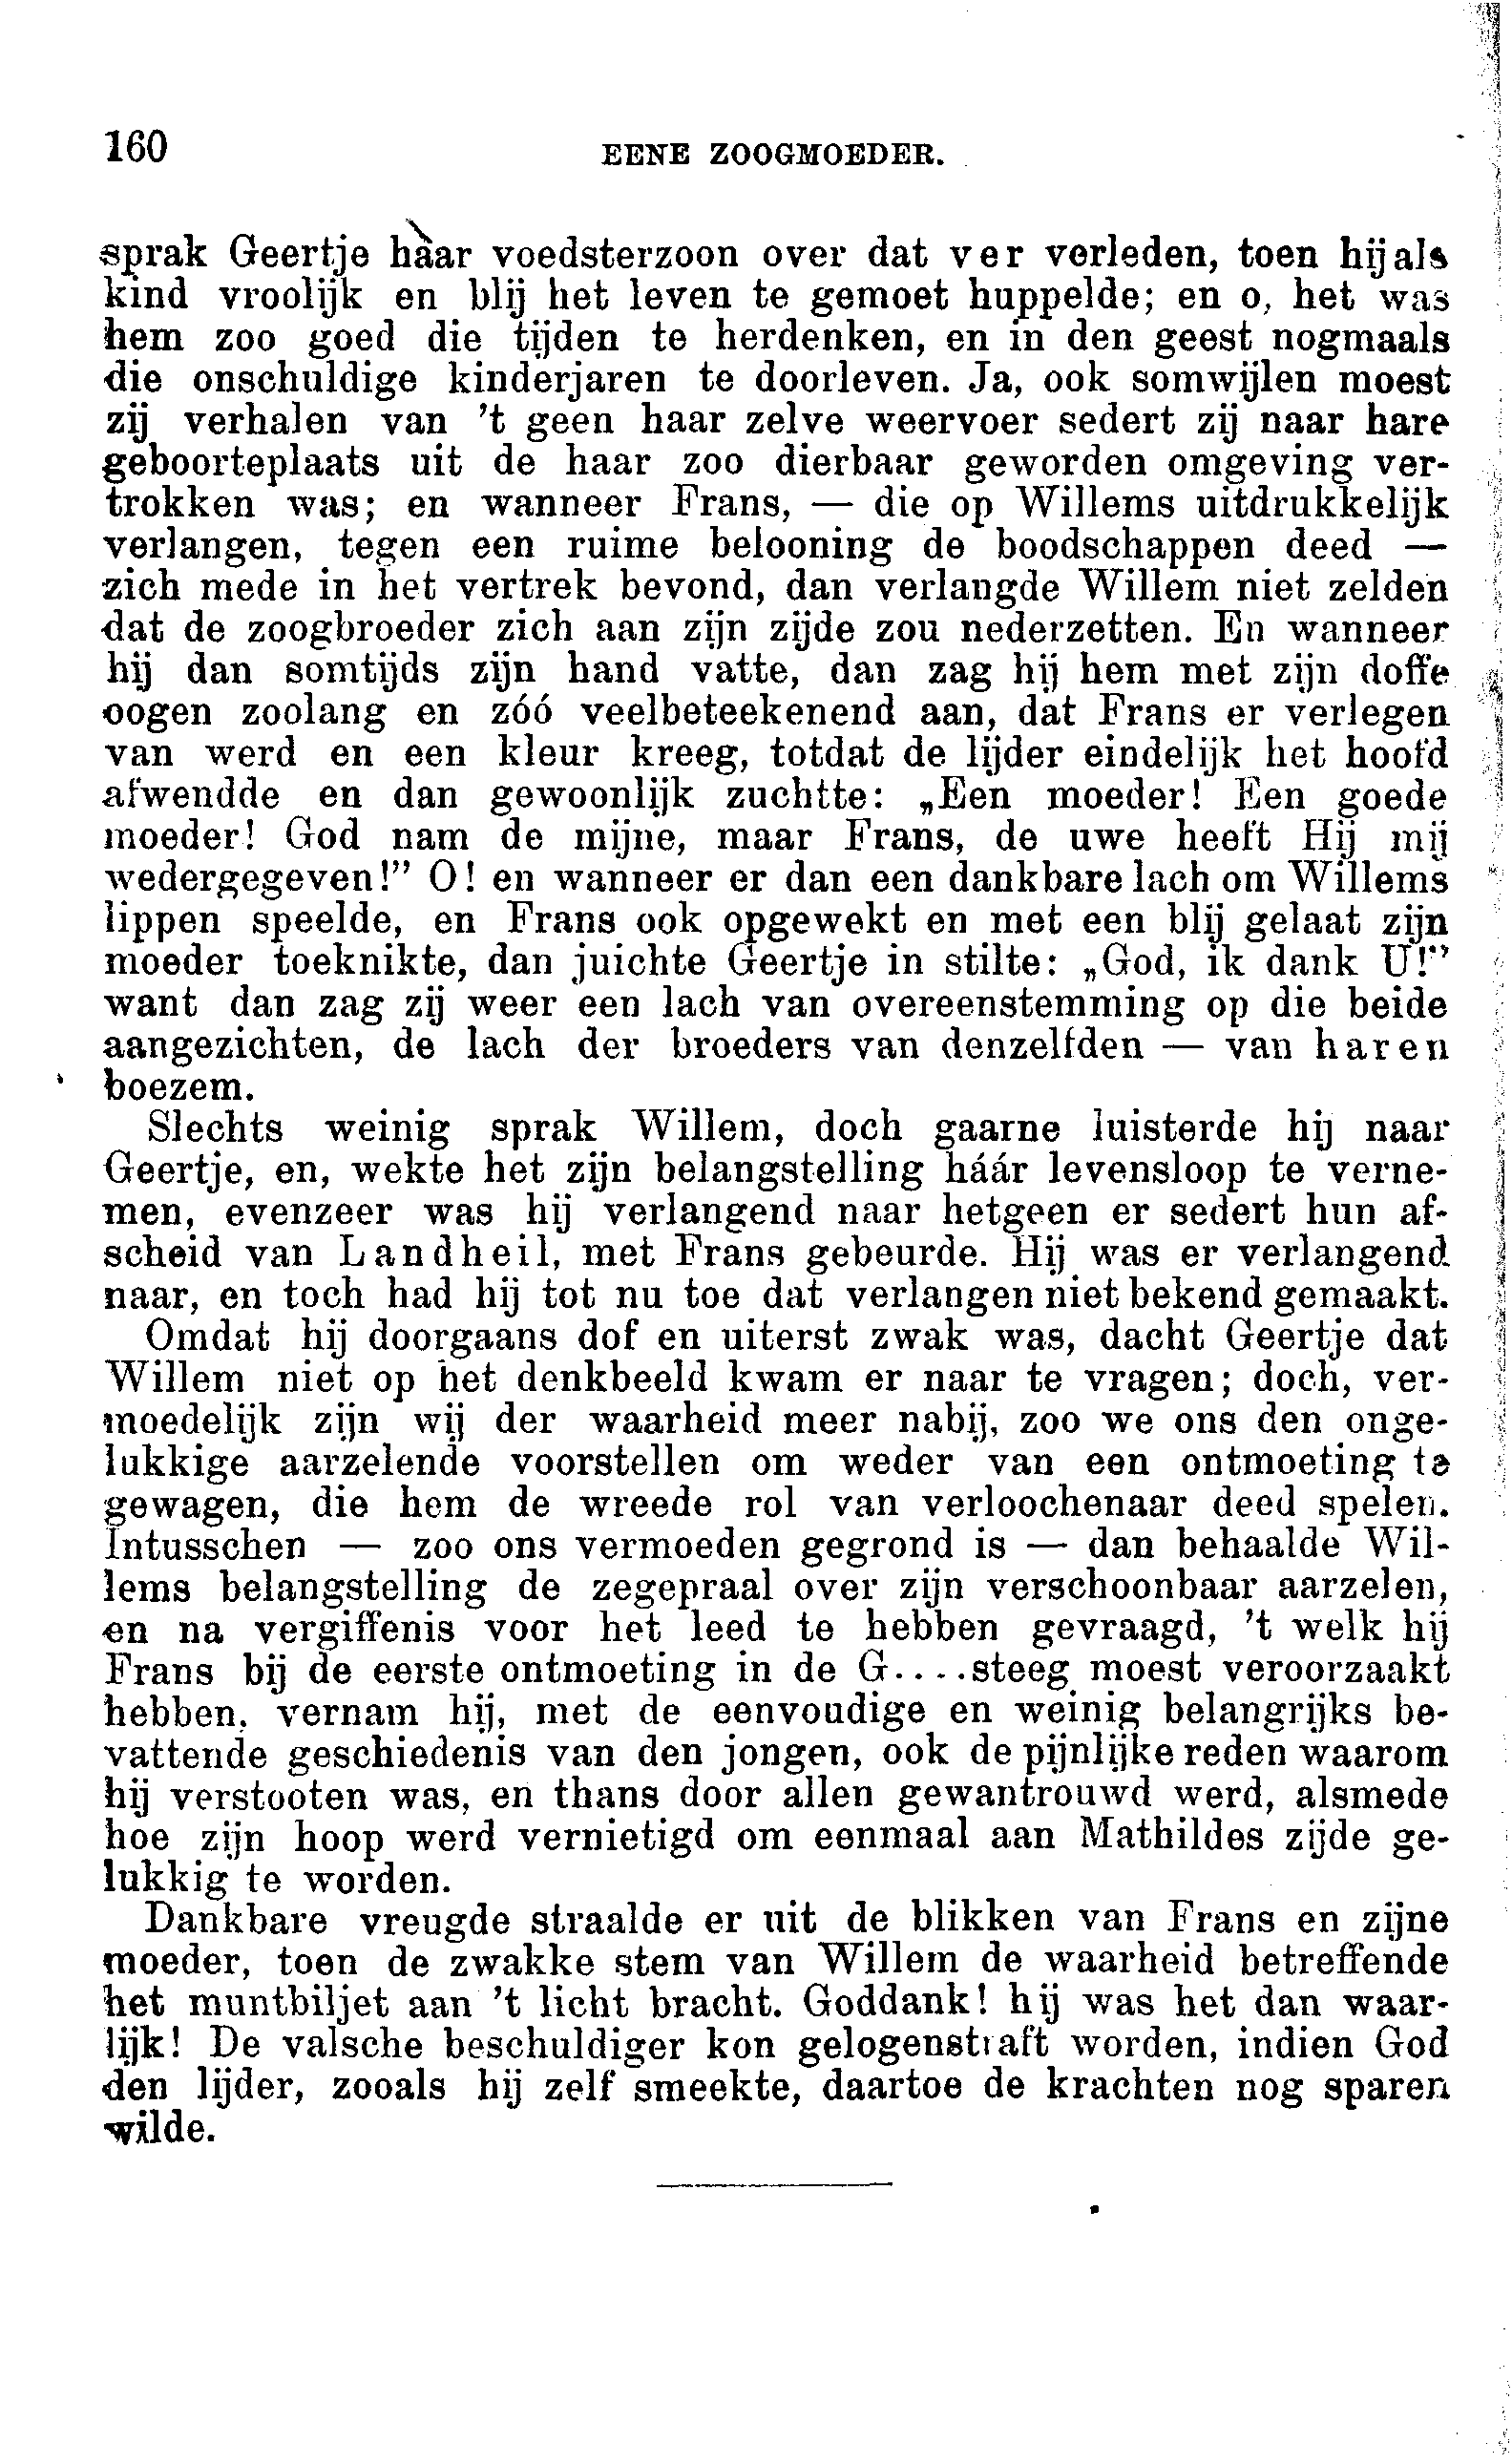 160
EENE ZOOGMOEDER.
sprak Geertje haar voedsterzoon over dat ver verleden, toen hij als
kind vroolijk en blij het leven te gemoet huppelde; en o, het was
hem zoo goed die tijden te herdenken, en in den geest nogmaals
die onschuldige kinderjaren te doorleven. Ja, ook somwijlen moest
zij verhalen van 't geen haar zelve weervoer sedert zij naar hare
geboorteplaats uit de haar zoo dierbaar geworden omgeving ver-
trokken was; en wanneer Frans, — die op Willems uitdrukkelijk
verlangen, tegen een ruime belooning de boodschappen deed —
zich mede in het vertrek bevond, dan verlangde Willem niet zelden
dat de zoogbroeder zich aan zijn zijde zou nederzetten. En wanneer
hij dan somtijds zijn hand vatte, dan zag hij hem met zijn doffe
oogen zoolang en zóó veelbeteekenend aan, dat Frans er verlegen
van werd en een kleur kreeg, totdat de lijder eindelijk het hoofd
afwendde en dan gewoonlijk zuchtte: „Een moeder! Een goede
moeder! God nam de mijne, maar Frans, de uwe heeft Hij mij
wedergegeven!” O! en wanneer er dan een dankbare lach om Willems
lippen speelde, en Frans ook opgewekt en met een blij gelaat zijn
moeder toeknikte, dan juichte Geertje in stilte: „God, ik dank U!”
want dan zag zij weer een lach van overeenstemming op die beide
aangezichten, de lach der broeders van denzelfden — van haren
boezem.
Slechts weinig sprak Willem, doch gaarne luisterde hij naar
Geertje, en, wekte het zijn belangstelling háár levensloop te verne-
men, evenzeer was hij verlangend naar hetgeen er sedert hun af-
scheid van Landheil, met Frans gebeurde. Hij was er verlangend
naar, en toch had hij tot nu toe dat verlangen niet bekend gemaakt.
Omdat hij doorgaans dof en uiterst zwak was, dacht Geertje dat
Willem niet op het denkbeeld kwam er naar te vragen; doch, ver-
moedelijk zijn wij der waarheid meer nabij, zoo we ons den onge-
lukkige aarzelende voorstellen om weder van een ontmoeting te
gewagen, die hem de wreede rol van verloochenaar deed spelen.
Intusschen — zoo ons vermoeden gegrond is — dan behaalde Wil-
lems belangstelling de zegepraal over zijn verschoonbaar aarzelen,
en na vergiffenis voor het leed te hebben gevraagd, 't welk hij
Frans bij de eerste ontmoeting in de G....steeg moest veroorzaakt
hebben, vernam hij, met de eenvoudige en weinig belangrijks be-
vattende geschiedenis van den jongen, ook de pijnlijke reden waarom
hij verstooten was, en thans door allen gewantrouwd werd, alsmede
hoe zijn hoop werd vernietigd om eenmaal aan Mathildes zijde ge-
lukkig te worden.
Dankbare vreugde straalde er uit de blikken van Frans en zijne
moeder, toen de zwakke stem van Willem de waarheid betreffende
het muntbiljet aan 't licht bracht. Goddank! hij was het dan waar-
lijk! De valsche beschuldiger kon gelogenstraft worden, indien God
den lijder, zooals hij zelf smeekte, daartoe de krachten nog sparen
wilde.